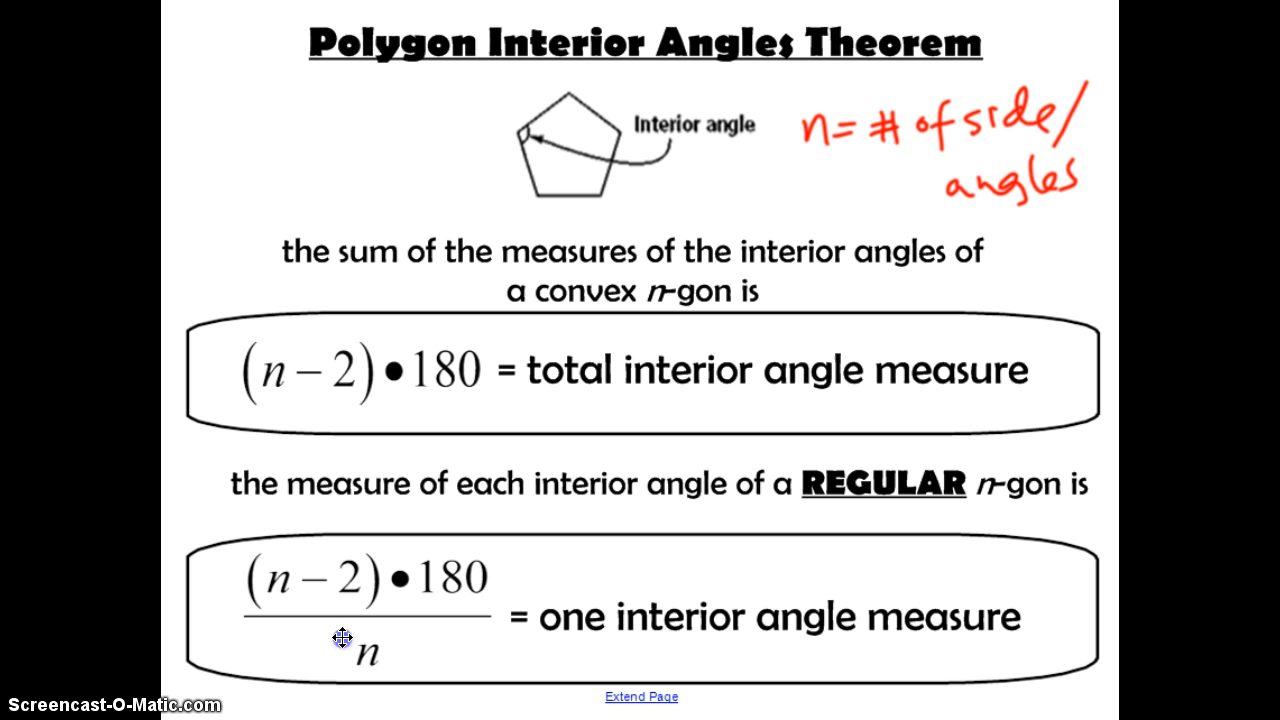 Polygon Interior Angles Theorem
Interior angle
n = # of side/
angles
the sum of the measures of the interior angles of
a convex n-gon is
(n − 2) • 180 = total interior angle measure
the measure of each interior angle of a REGULAR n-gon is
(n − 2) • 180
= one interior angle measure
n
Extend Page
Screencast-O-Matic.com